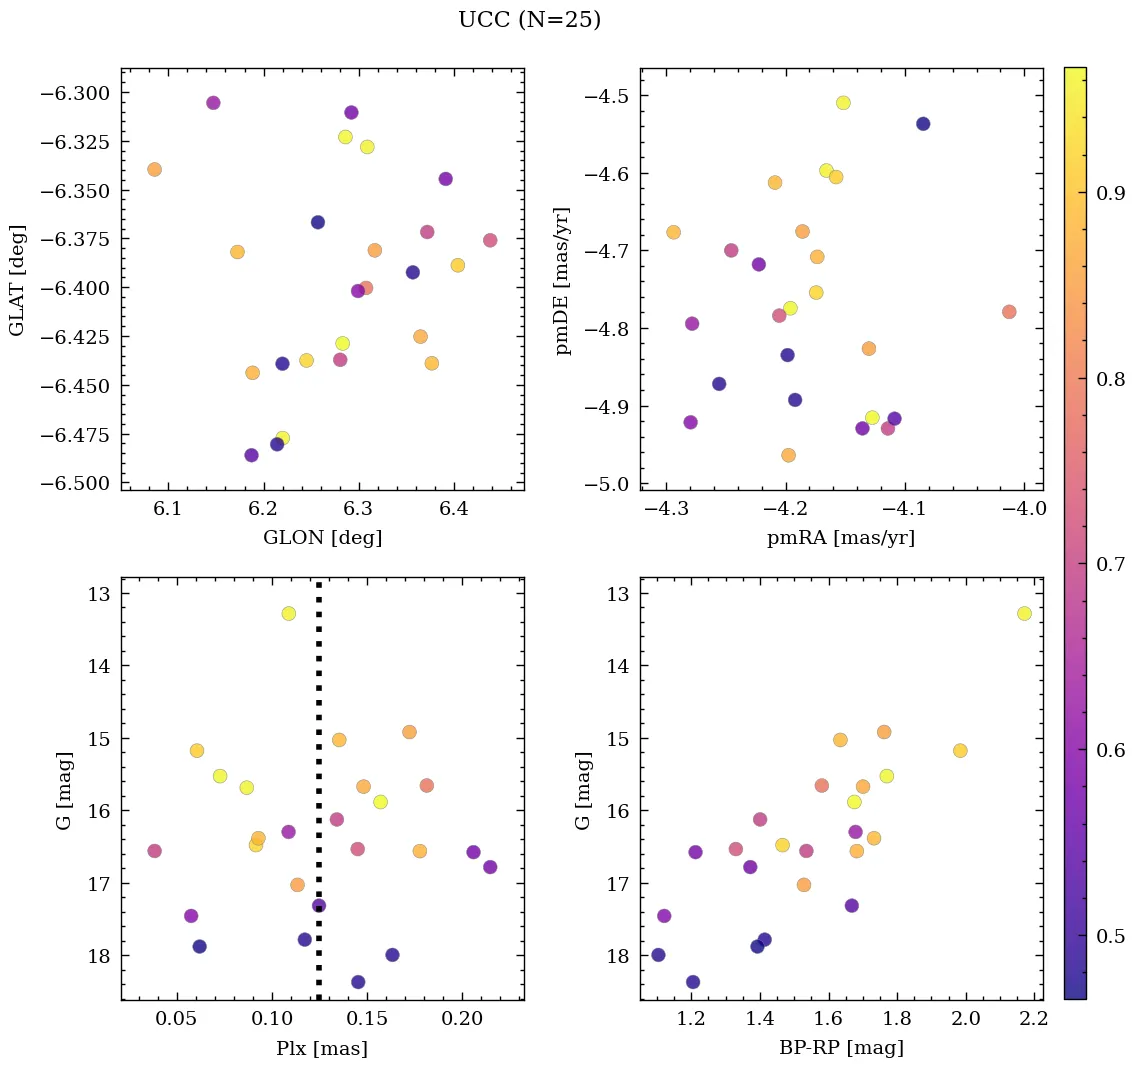 UCC (N=25)
−6.300
−6.325
−6.350
−6.375
−6.400
−6.425
−6.450
−6.475
−6.500
GLAT [deg]
6.1 6.2 6.3 6.4
GLON [deg]
−4.5
−4.6
−4.7
−4.8
−4.9
−5.0
pmDE [mas/yr]
−4.3 −4.2 −4.1 −4.0
pmRA [mas/yr]
0.9
0.8
0.7
0.6
0.5
13
14
15
16
17
18
G [mag]
0.05 0.10 0.15 0.20
Plx [mas]
13
14
15
16
17
18
G [mag]
1.2 1.4 1.6 1.8 2.0 2.2
BP-RP [mag]